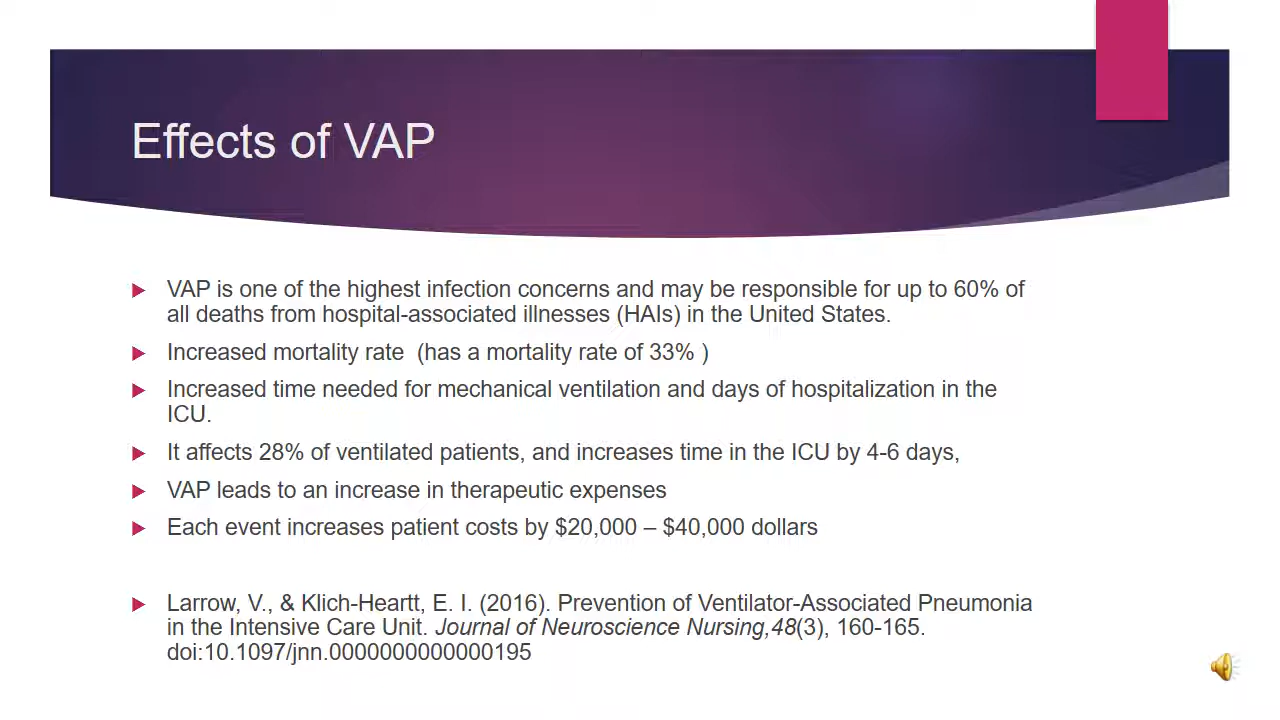 Effects of VAP
VAP is one of the highest infection concerns and may be responsible for up to 60% of
all deaths from hospital-associated illnesses (HAIs) in the United States.
Increased mortality rate  (has a mortality rate of 33% )
Increased time needed for mechanical ventilation and days of hospitalization in the
ICU.
It affects 28% of ventilated patients, and increases time in the ICU by 4-6 days,
VAP leads to an increase in therapeutic expenses
Each event increases patient costs by $20,000 – $40,000 dollars
Larrow, V., & Klich-Heartt, E. I. (2016). Prevention of Ventilator-Associated Pneumonia
in the Intensive Care Unit. Journal of Neuroscience Nursing,48(3), 160-165.
doi:10.1097/jnn.0000000000000195